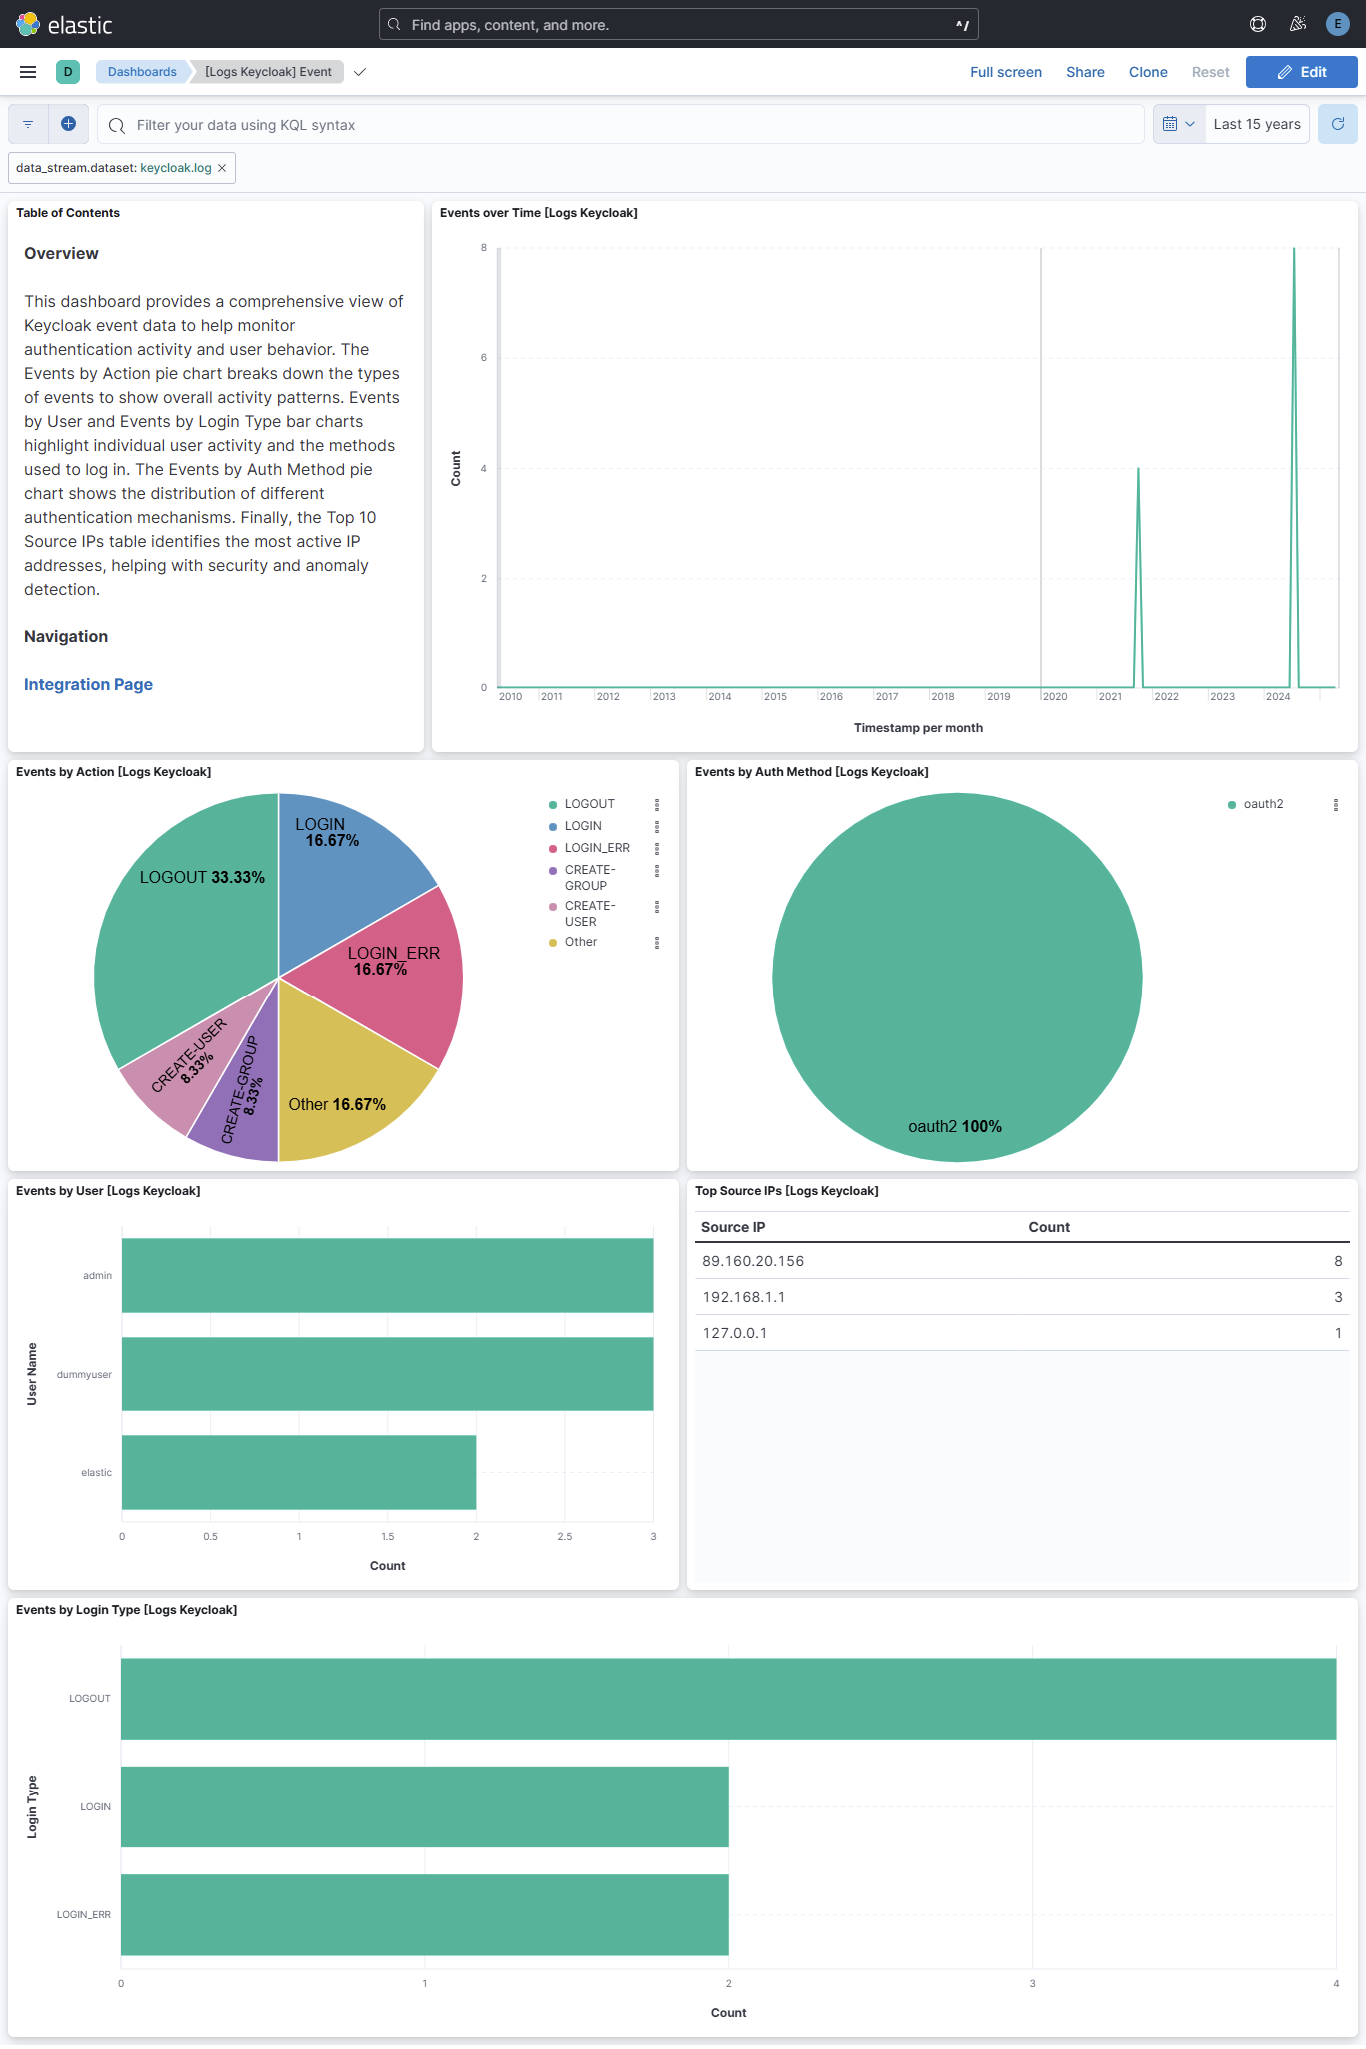 elastic
Find apps, content, and more.
^/
E
D
Dashboards
[Logs Keycloak] Event
Full screen
Share
Clone
Reset
Edit
Filter your data using KQL syntax
Last 15 years
data_stream.dataset: keycloak.log
Table of Contents
Overview
This dashboard provides a comprehensive view of
Keycloak event data to help monitor
authentication activity and user behavior. The
Events by Action pie chart breaks down the types
of events to show overall activity patterns. Events
by User and Events by Login Type bar charts
highlight individual user activity and the methods
used to log in. The Events by Auth Method pie
chart shows the distribution of different
authentication mechanisms. Finally, the Top 10
Source IPs table identifies the most active IP
addresses, helping with security and anomaly
detection.
Navigation
Integration Page
Events over Time [Logs Keycloak]
8
6
4
2
0
Count
2010 2011 2012 2013 2014 2015 2016 2017 2018 2019 2020 2021 2022 2023 2024
Timestamp per month
Events by Action [Logs Keycloak]
LOGIN
16.67%
LOGOUT 33.33%
LOGIN_ERR
16.67%
CREATE-USER
8.33%
CREATE-GROUP
8.33%
Other 16.67%
LOGOUT
LOGIN
LOGIN_ERR
CREATE-
GROUP
CREATE-
USER
Other
Events by Auth Method [Logs Keycloak]
oauth2
oauth2 100%
Events by User [Logs Keycloak]
User Name
admin
dummyuser
elastic
0 0.5 1 1.5 2 2.5 3
Count
Top Source IPs [Logs Keycloak]
Source IP Count
89.160.20.156 8
192.168.1.1 3
127.0.0.1 1
Events by Login Type [Logs Keycloak]
Login Type
LOGOUT
LOGIN
LOGIN_ERR
0 1 2 3 4
Count